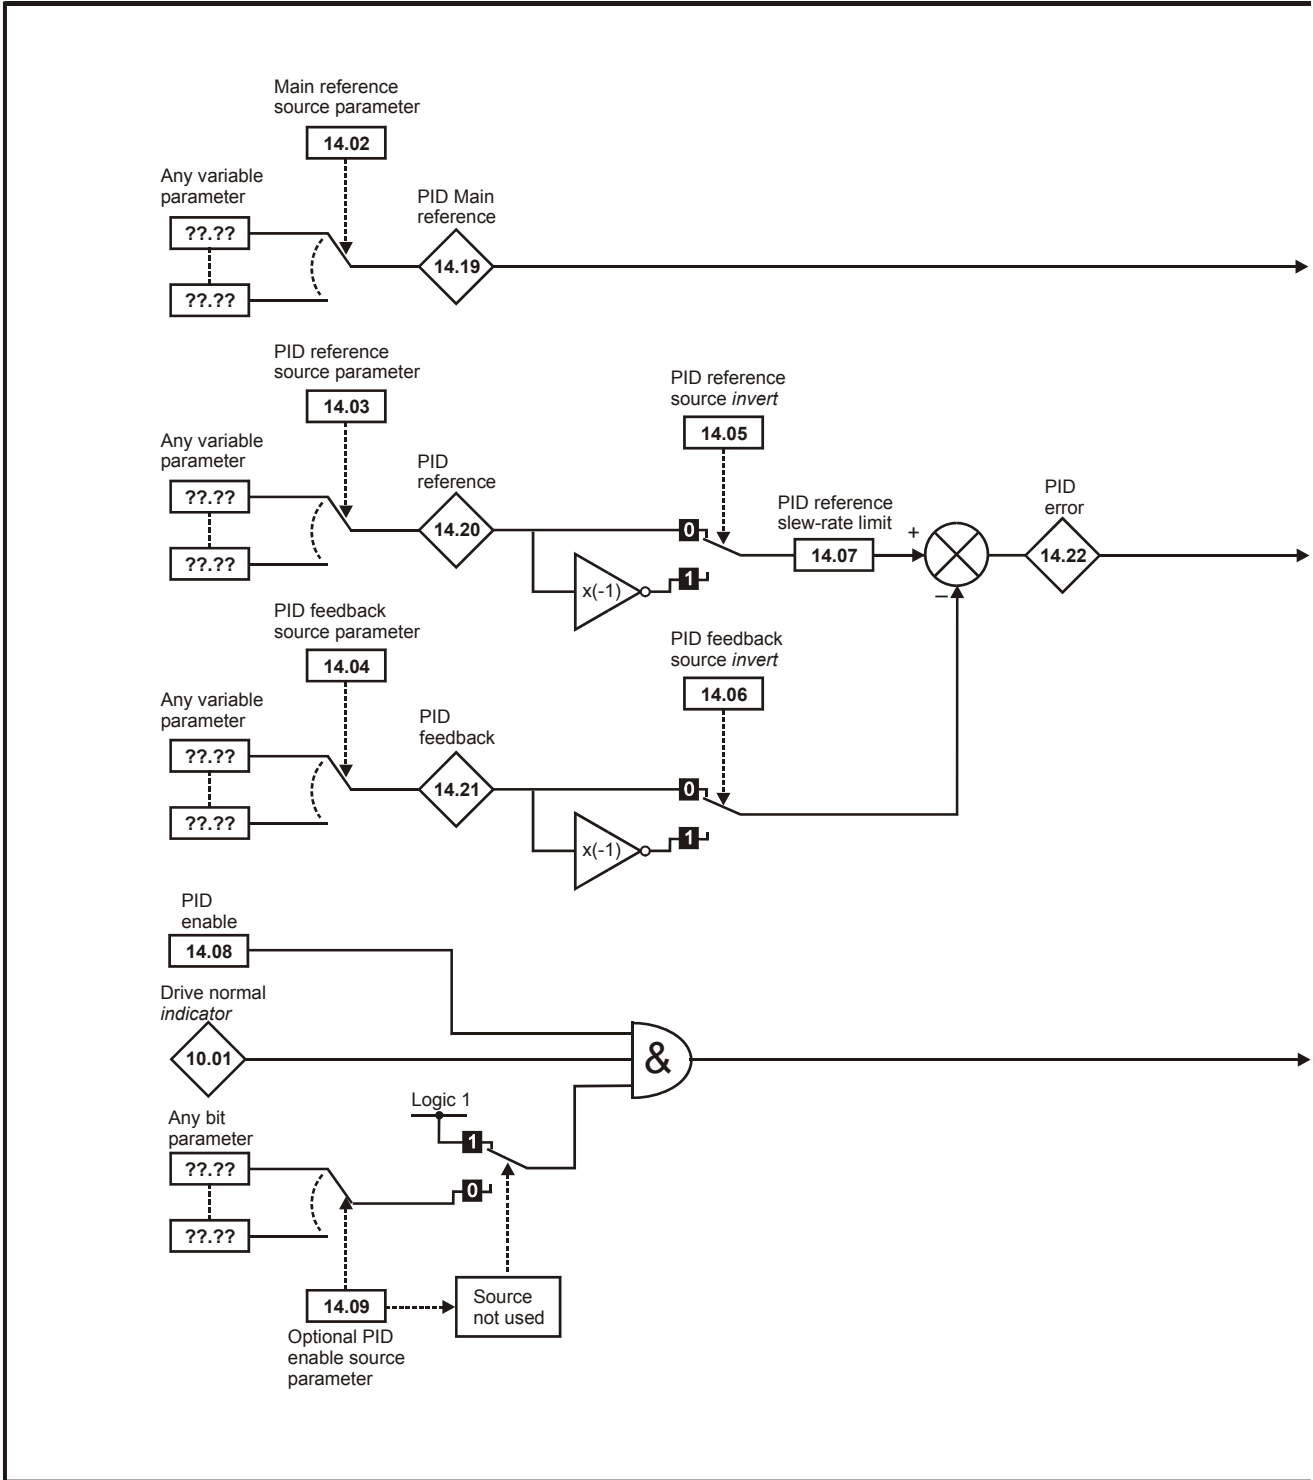 Main reference
source parameter
14.02
Any variable
parameter
??.??
??.??
PID Main
reference
14.19
PID reference
source parameter
14.03
Any variable
parameter
??.??
??.??
PID
reference
14.20
x(-1)
PID reference
source invert
14.05
0
1
PID reference
slew-rate limit
14.07
+
–
PID
error
14.22
PID feedback
source parameter
14.04
Any variable
parameter
??.??
??.??
PID
feedback
14.21
x(-1)
PID feedback
source invert
14.06
0
1
PID
enable
14.08
Drive normal
indicator
10.01
&
Logic 1
1
0
Any bit
parameter
??.??
??.??
14.09
Optional PID
enable source
parameter
Source
not used